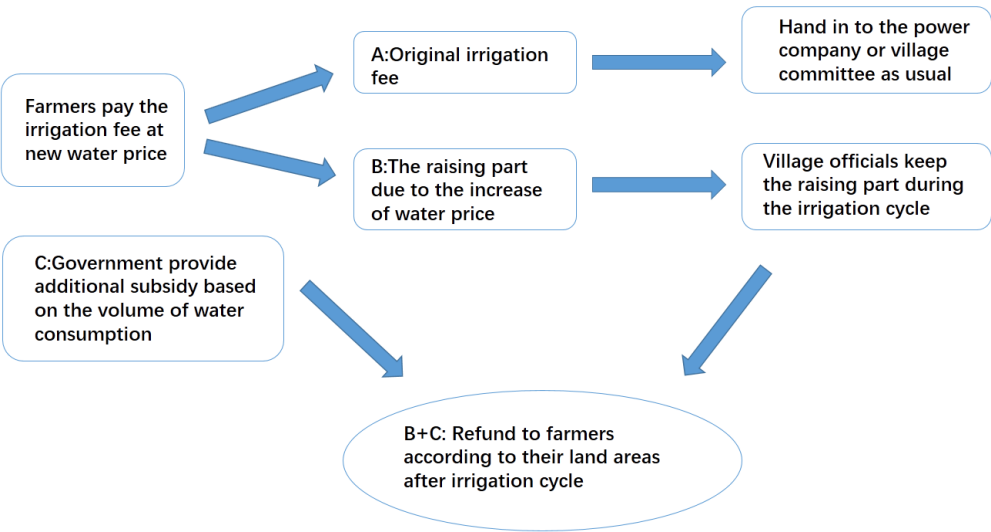 Farmers pay the
irrigation fee at
new water price
A:Original irrigation
fee
Hand in to the power
company or village
committee as usual
B:The raising part
due to the increase
of water price
Village officials keep
the raising part during
the irrigation cycle
C:Government provide
additional subsidy based
on the volume of water
consumption
B+C: Refund to farmers
according to their land areas
after irrigation cycle